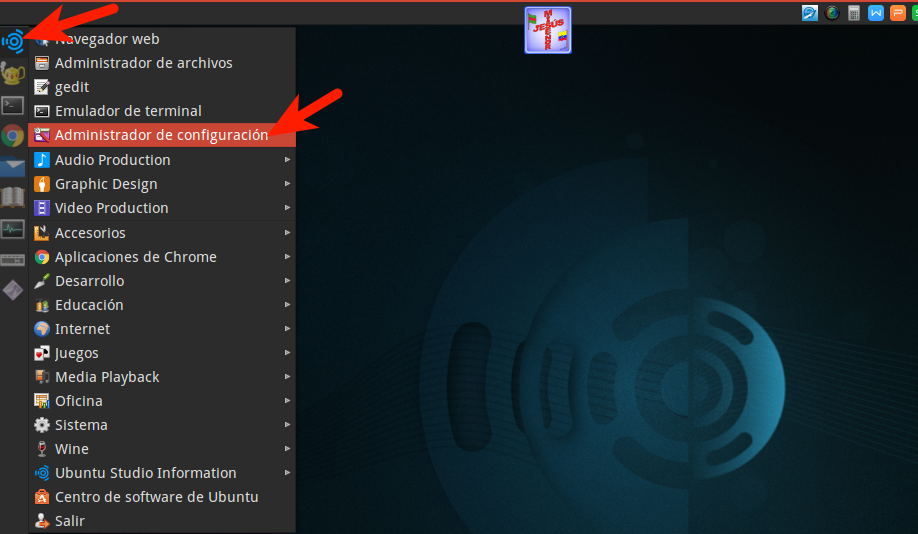 MILENE
JESÚS
Navegador web
Administrador de archivos
gedit
Emulador de terminal
Administrador de configuración
Audio Production
Graphic Design
Video Production
Accesorios
Aplicaciones de Chrome
Desarrollo
Educación
Internet
Juegos
Media Playback
Oficina
Sistema
Wine
Ubuntu Studio Information
Centro de software de Ubuntu
Salir